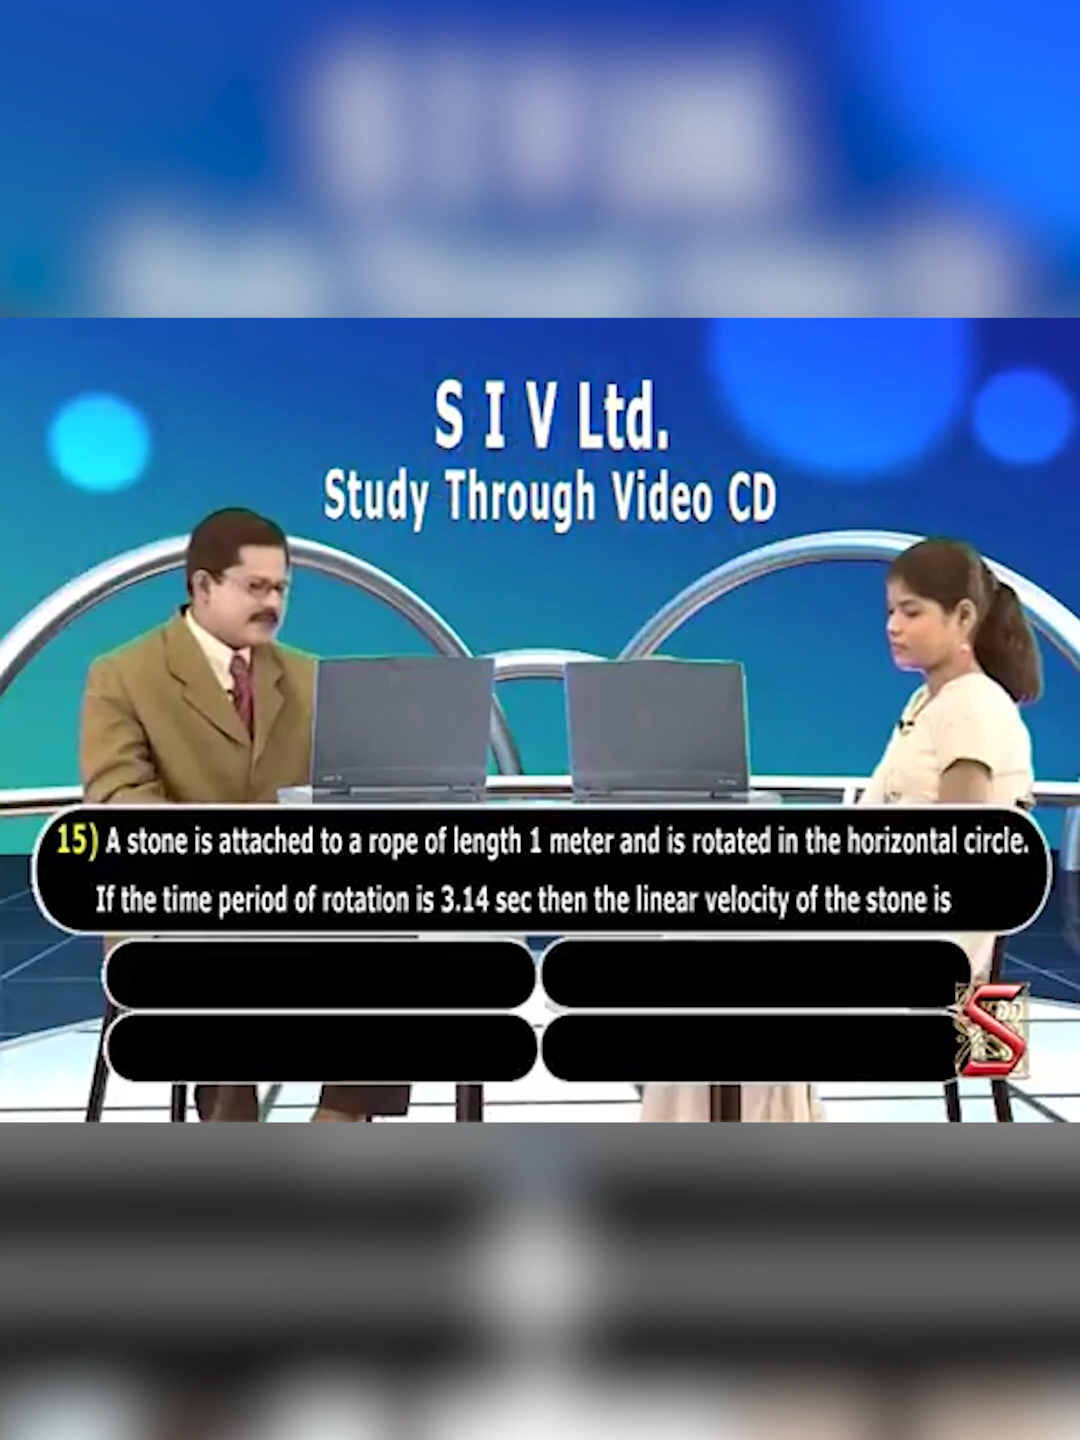 S I V Ltd.
Study Through Video CD
15) A stone is attached to a rope of length 1 meter and is rotated in the horizontal circle.
If the time period of rotation is 3.14 sec then the linear velocity of the stone is
S